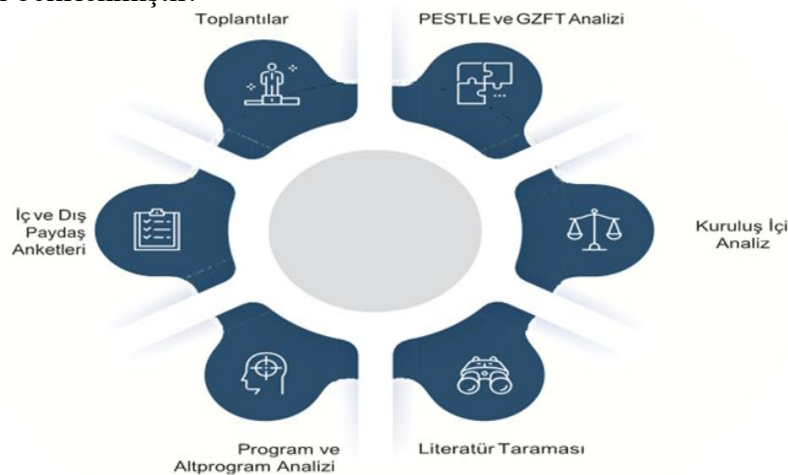 Toplantılar
PESTLE ve GZFT Analizi
İç ve Dış
Paydaş
Anketleri
Kuruluş İçi
Analiz
Program ve
Altprogram Analizi
Literatür Taraması